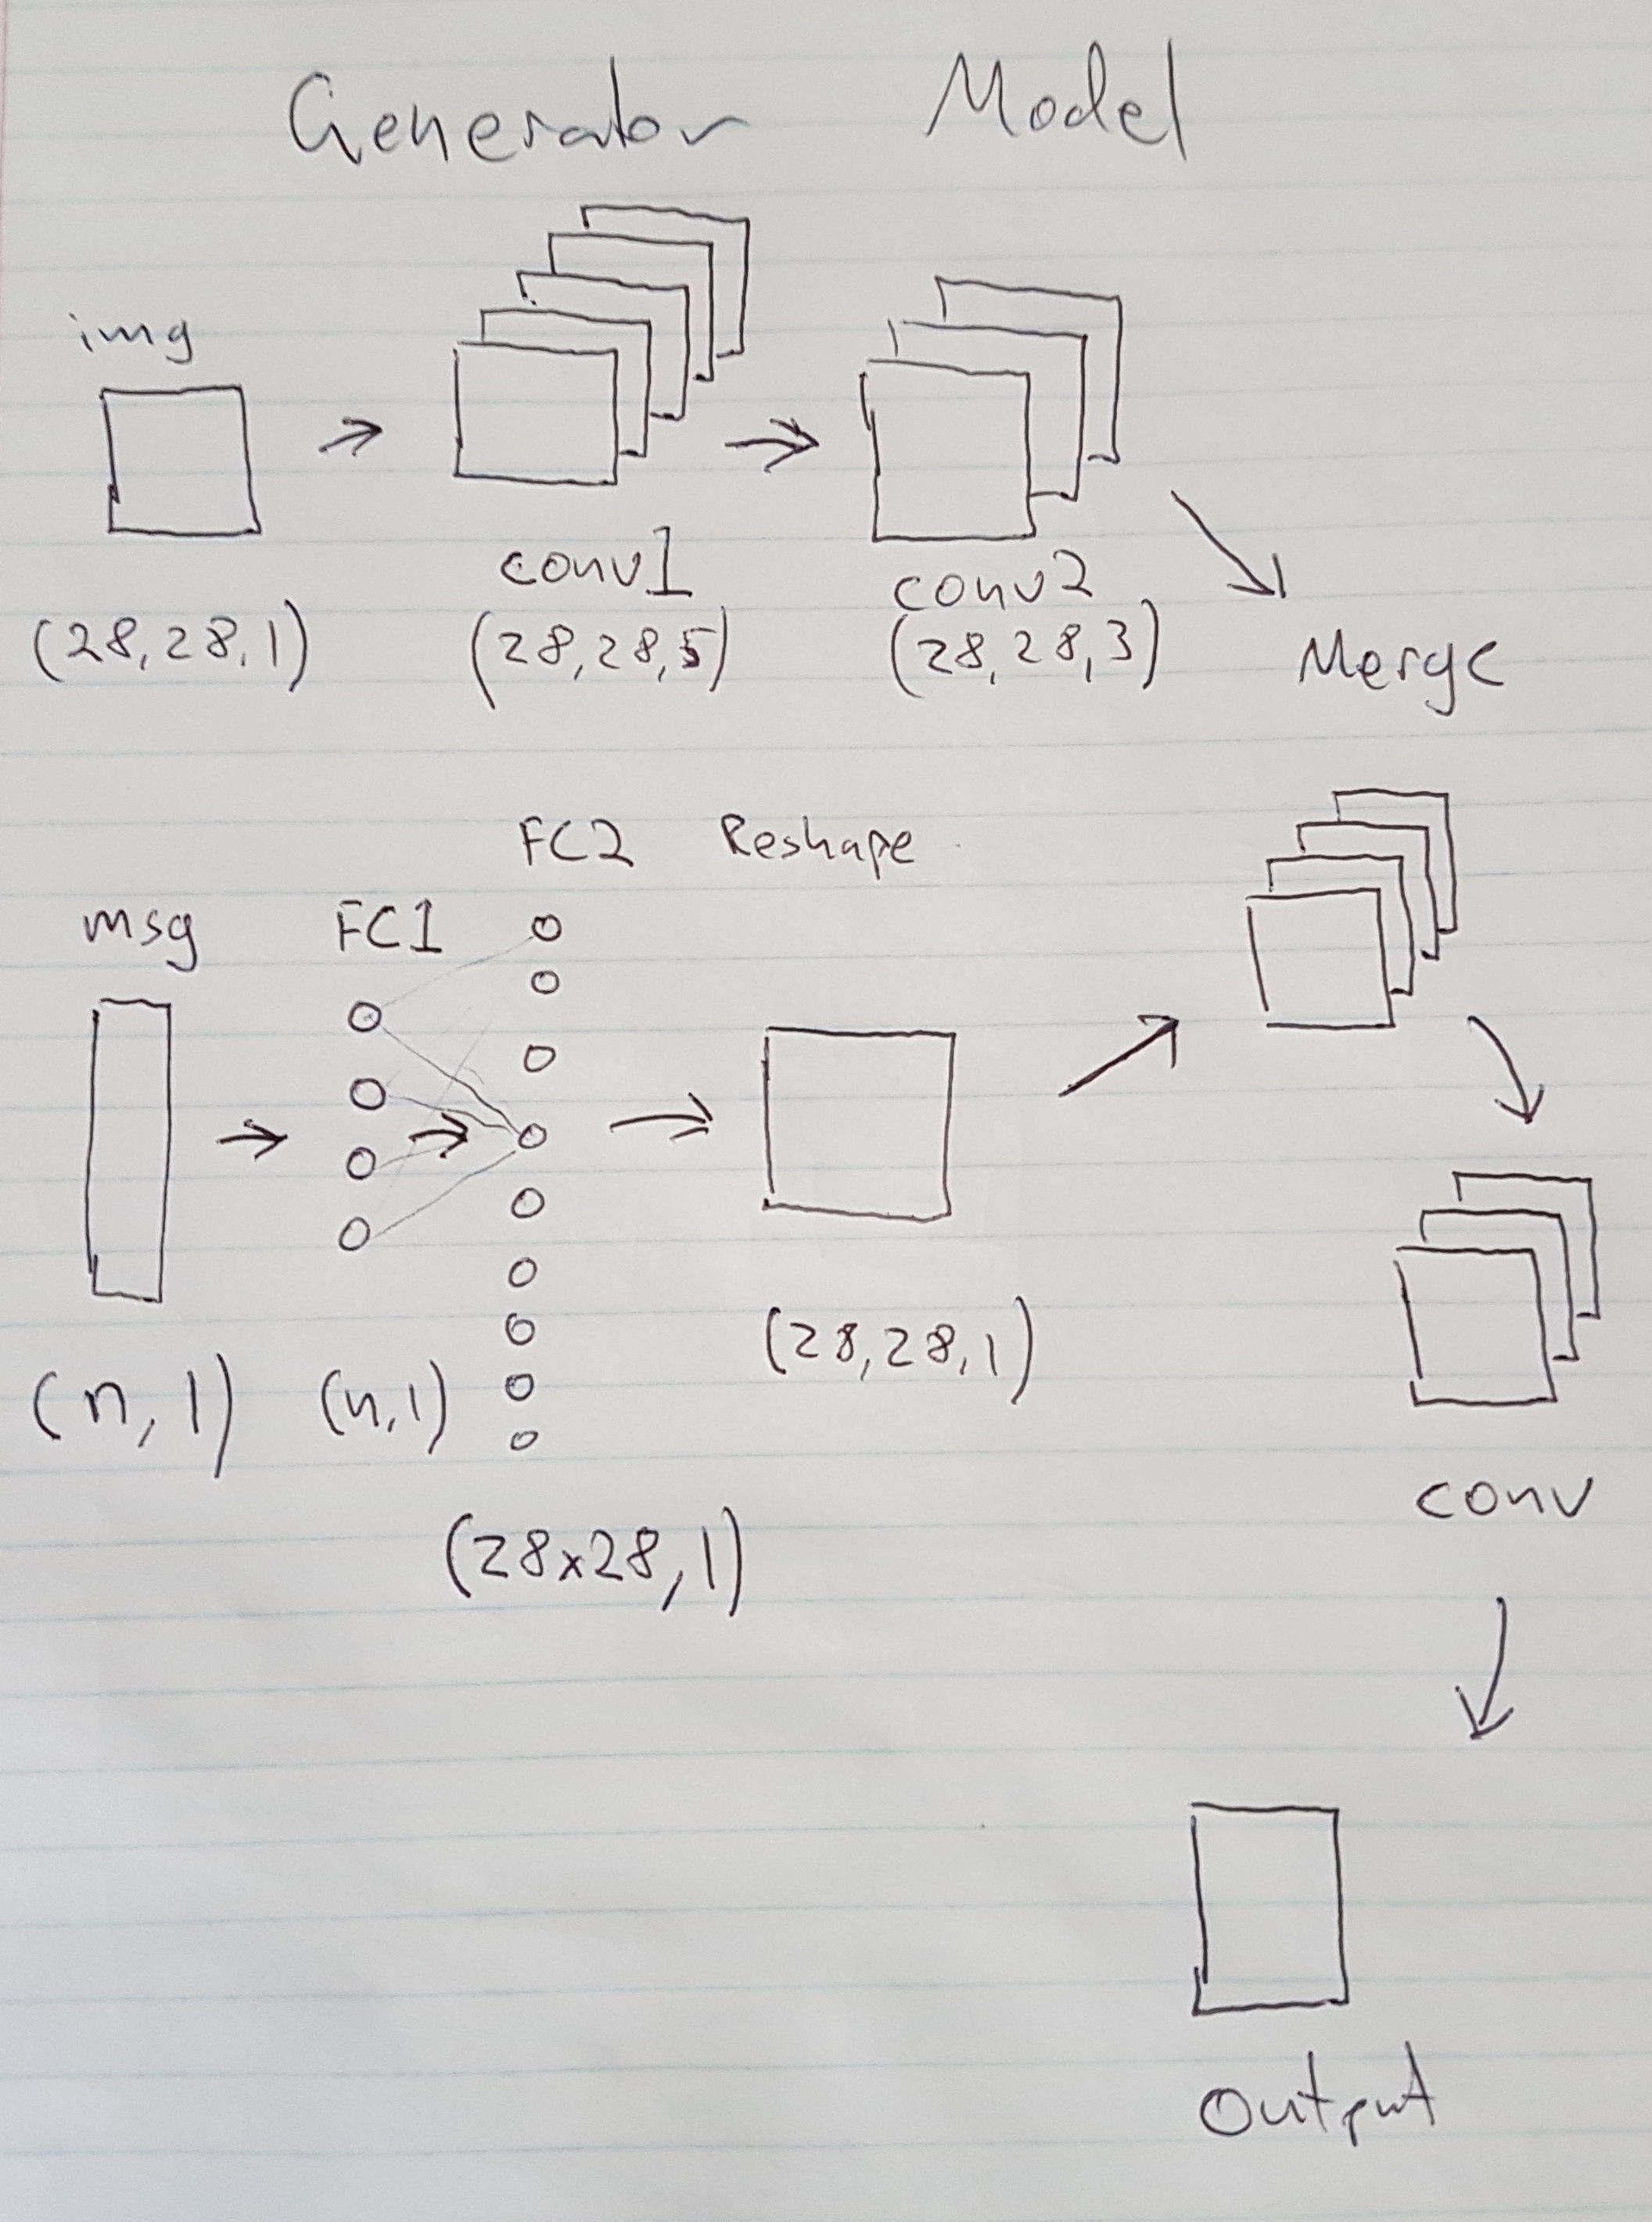 Generator Model
img
conv1
conv2
(28,28,1)
(28,28,5)
(28,28,3)
Merge
FC2
Reshape
msg
FC1
(28,28,1)
(n,1)
(n,1)
conv
(28x28,1)
Output